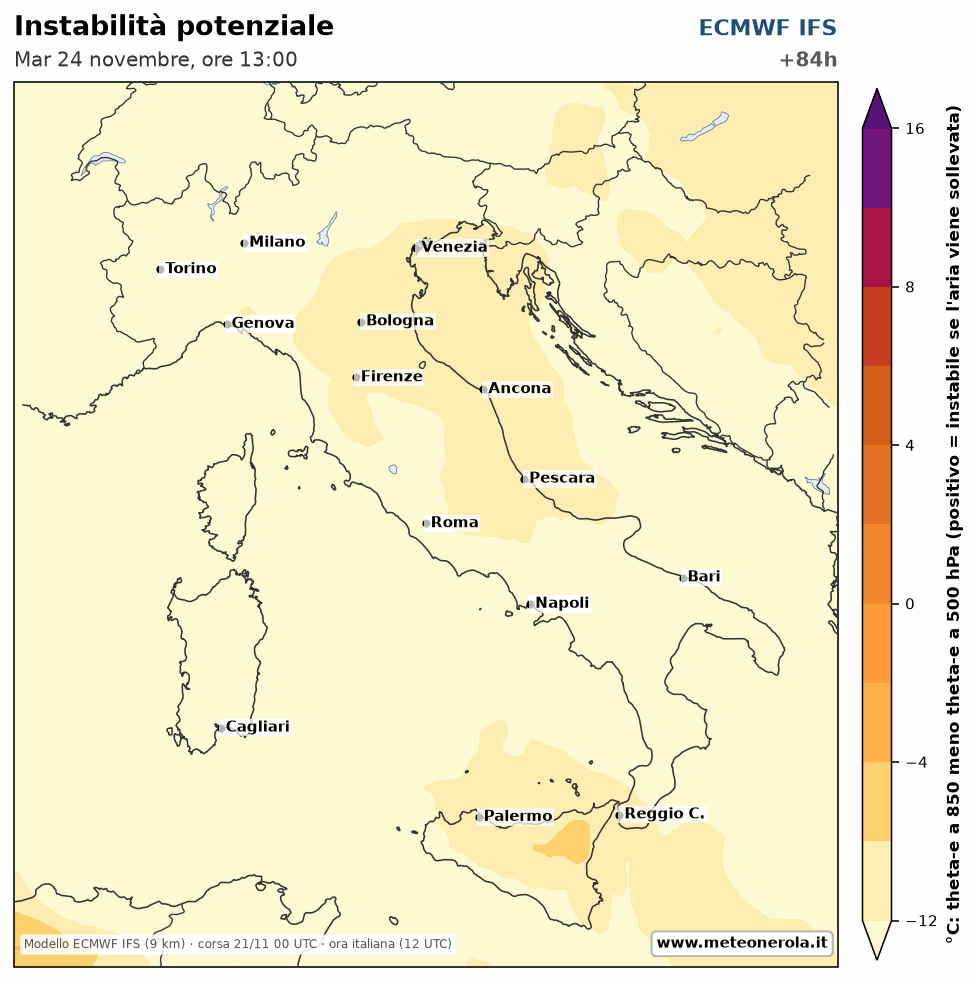 Instabilità potenziale
ECMWF IFS
Mar 24 novembre, ore 13:00
+84h
Milano
Venezia
Torino
Genova
Bologna
Firenze
Ancona
Pescara
Roma
Bari
Napoli
Cagliari
Palermo
Reggio C.
Modello ECMWF IFS (9 km) · corsa 21/11 00 UTC · ora italiana (12 UTC)
www.meteonerola.it
16
8
4
0
−4
−12
°C: theta-e a 850 meno theta-e a 500 hPa (positivo = instabile se l'aria viene sollevata)